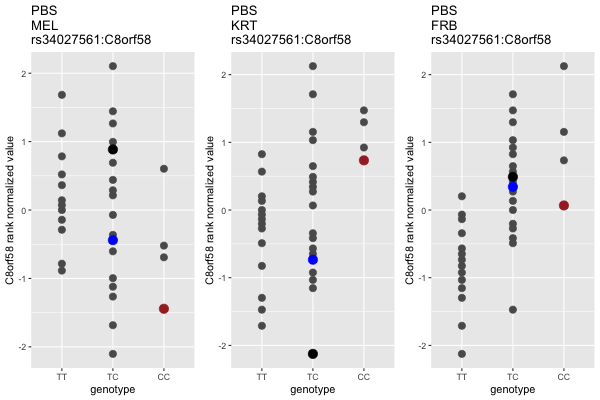 PBS
MEL
rs34027561:C8orf58
C8orf58 rank normalized value
2
1
0
-1
-2
TT TC CC
genotype
PBS
KRT
rs34027561:C8orf58
C8orf58 rank normalized value
2
1
0
-1
-2
TT TC CC
genotype
PBS
FRB
rs34027561:C8orf58
C8orf58 rank normalized value
2
1
0
-1
-2
TT TC CC
genotype